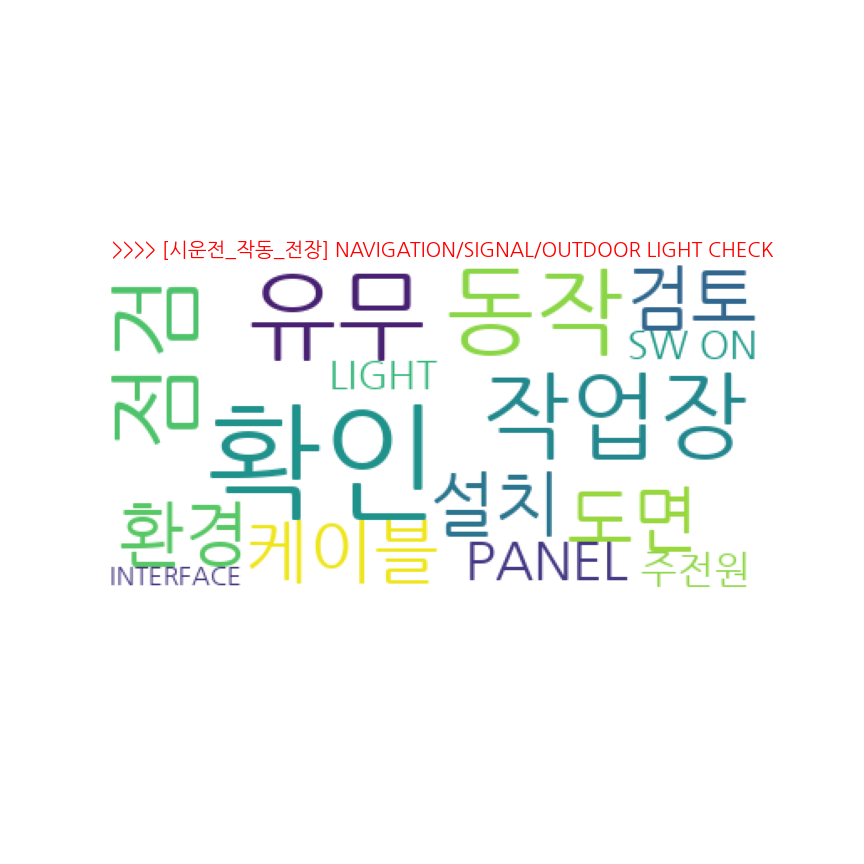 >>>> [시운전_작동_전장] NAVIGATION/SIGNAL/OUTDOOR LIGHT CHECK
점검
유무
동작
검토
SW ON
LIGHT
작업장
확인
설치
도면
환경
케이블
PANEL
주전원
INTERFACE